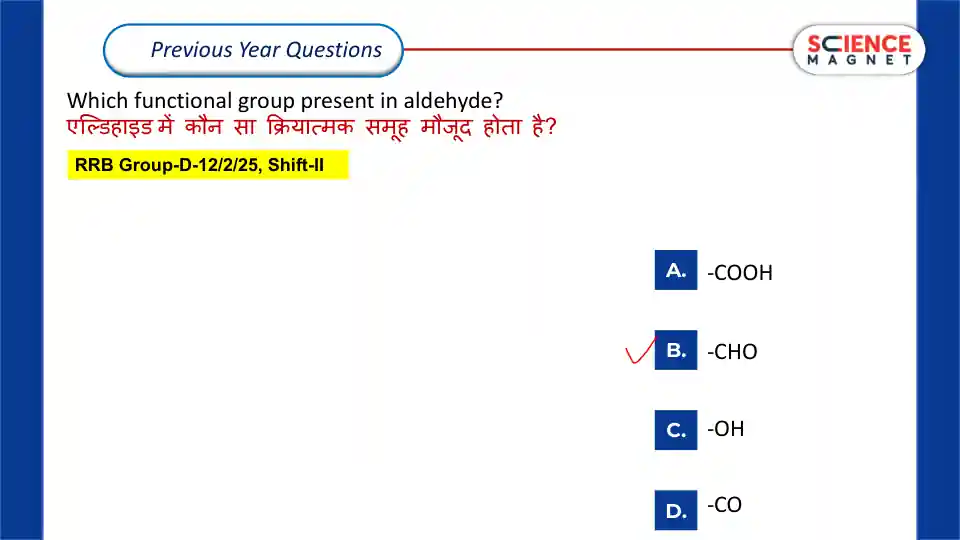 Previous Year Questions
SCIENCE
MAGNET
Which functional group present in aldehyde?
एल्डिहाइड में कौन सा क्रियात्मक समूह मौजूद होता है?
RRB Group-D-12/2/25, Shift-II
A. -COOH
B. -CHO
C. -OH
D. -CO